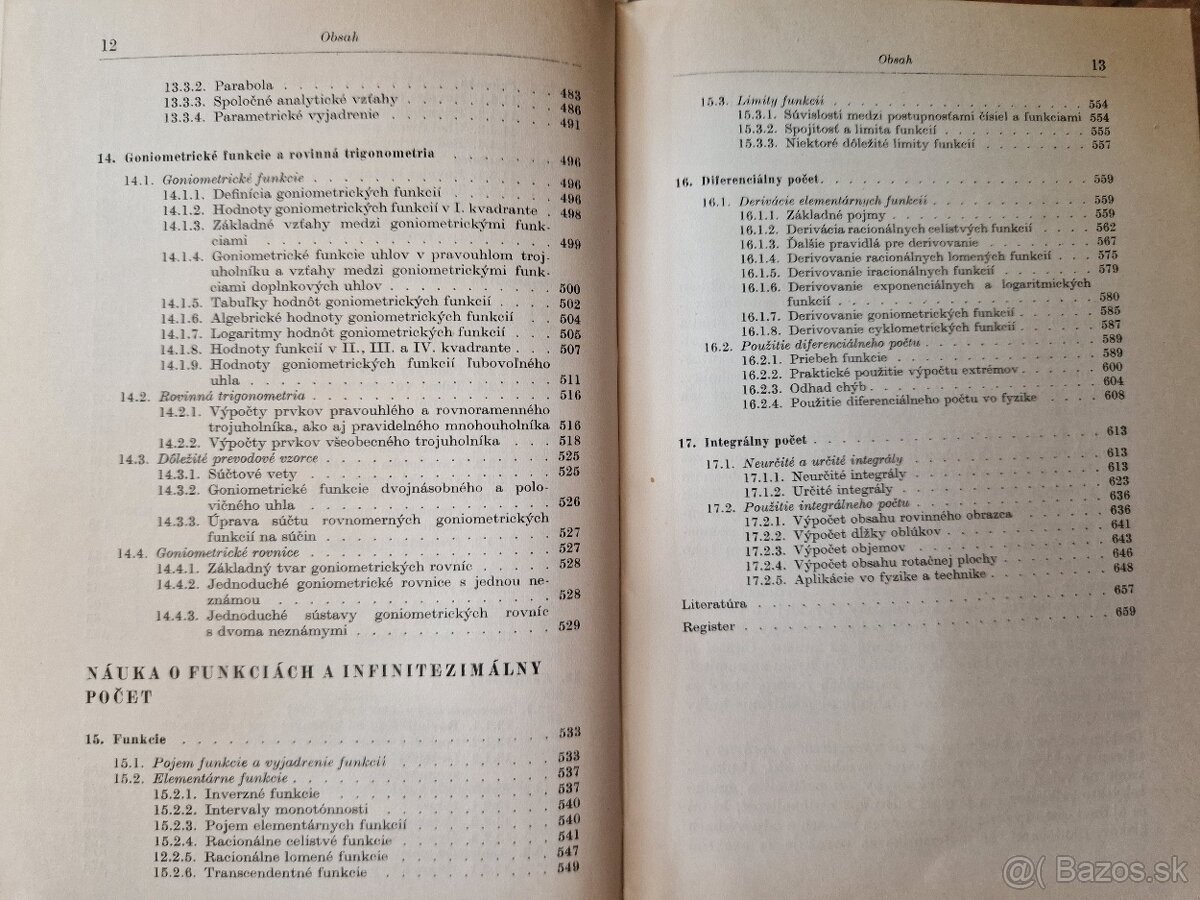 12 Obsah
13.3.2. Parabola . . . 483
13.3.3. Spoločné analytické vzťahy . . . 486
13.3.4. Parametrické vyjadrenie . . . 491
14. Goniometrické funkcie a rovinná trigonometria . . . 496
14.1. Goniometrické funkcie . . . 496
14.1.1. Definícia goniometrických funkcií . . . 496
14.1.2. Hodnoty goniometrických funkcií v I. kvadrante . 498
14.1.3. Základné vzťahy medzi goniometrickými funk-
ciami . . . 499
14.1.4. Goniometrické funkcie uhlov v pravouhlom troj-
uholníku a vzťahy medzi goniometrickými funk-
ciami doplnkových uhlov . . . 500
14.1.5. Tabuľky hodnôt goniometrických funkcií . . . 502
14.1.6. Algebrické hodnoty goniometrických funkcií . . . 504
14.1.7. Logaritmy hodnôt goniometrických funkcií . . . 505
14.1.8. Hodnoty funkcií v II., III. a IV. kvadrante . . . 507
14.1.9. Hodnoty goniometrických funkcií ľubovoľného
uhla . . . 511
14.2. Rovinná trigonometria . . . 516
14.2.1. Výpočty prvkov pravouhlého a rovnoramenného
trojuholníka, ako aj pravidelného mnohouholníka 516
14.2.2. Výpočty prvkov všeobecného trojuholníka . . . 518
14.3. Dôležité prevodové vzorce . . . 525
14.3.1. Súčtové vety . . . 525
14.3.2. Goniometrické funkcie dvojnásobného a polo-
vičného uhla . . . 526
14.3.3. Úprava súčtu rovnomerných goniometrických
funkcií na súčin . . . 527
14.4. Goniometrické rovnice . . . 527
14.4.1. Základný tvar goniometrických rovníc . . . 528
14.4.2. Jednoduché goniometrické rovnice s jednou ne-
známou . . . 528
14.4.3. Jednoduché sústavy goniometrických rovníc
s dvoma neznámymi . . . 529
NÁUKA O FUNKCIÁCH A INFINITEZIMÁLNY
POČET
15. Funkcie . . . 533
15.1. Pojem funkcie a vyjadrenie funkcií . . . 533
15.2. Elementárne funkcie . . . 537
15.2.1. Inverzné funkcie . . . 537
15.2.2. Intervaly monotónnosti . . . 540
15.2.3. Pojem elementárnych funkcií . . . 540
15.2.4. Racionálne celistvé funkcie . . . 541
12.2.5. Racionálne lomené funkcie . . . 547
15.2.6. Transcendentné funkcie . . . 549
Obsah 13
15.3. Limity funkcií . . . 554
15.3.1. Súvislosti medzi postupnosťami čísiel a funkciami 554
15.3.2. Spojitosť a limita funkcií . . . 555
15.3.3. Niektoré dôležité limity funkcií . . . 557
16. Diferenciálny počet . . . 559
16.1. Derivácie elementárnych funkcií . . . 559
16.1.1. Základné pojmy . . . 559
16.1.2. Derivácia racionálnych celistvých funkcií . . . 562
16.1.3. Ďalšie pravidlá pre derivovanie . . . 567
16.1.4. Derivovanie racionálnych lomených funkcií . . . 575
16.1.5. Derivovanie iracionálnych funkcií . . . 579
16.1.6. Derivovanie exponenciálnych a logaritmických
funkcií . . . 580
16.1.7. Derivovanie goniometrických funkcií . . . 585
16.1.8. Derivovanie cyklometrických funkcií . . . 587
16.2. Použitie diferenciálneho počtu . . . 589
16.2.1. Priebeh funkcie . . . 589
16.2.2. Praktické použitie výpočtu extrémov . . . 600
16.2.3. Odhad chýb . . . 604
16.2.4. Použitie diferenciálneho počtu vo fyzike . . . 608
17. Integrálny počet . . . 613
17.1. Neurčité a určité integrály . . . 613
17.1.1. Neurčité integrály . . . 613
17.1.2. Určité integrály . . . 623
17.2. Použitie integrálneho počtu . . . 636
17.2.1. Výpočet obsahu rovinného obrazca . . . 636
17.2.2. Výpočet dĺžky oblúkov . . . 641
17.2.3. Výpočet objemov . . . 643
17.2.4. Výpočet obsahu rotačnej plochy . . . 646
17.2.5. Aplikácie vo fyzike a technike . . . 648
Literatúra . . . 657
Register . . . 659
@( Bazos.sk